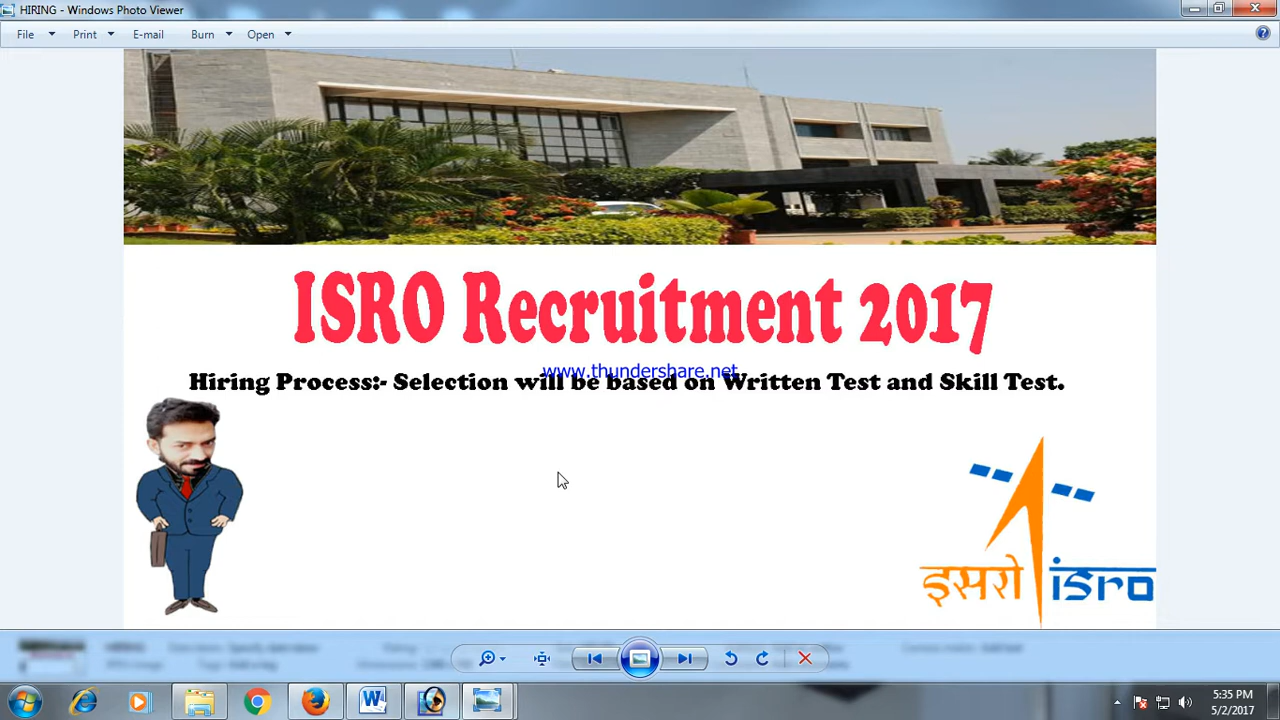 HIRING - Windows Photo Viewer
File Print E-mail Burn Open
ISRO Recruitment 2017
www.thundershare.net
Hiring Process:- Selection will be based on Written Test and Skill Test.
इसरो isro
HIRING
5:35 PM
5/2/2017